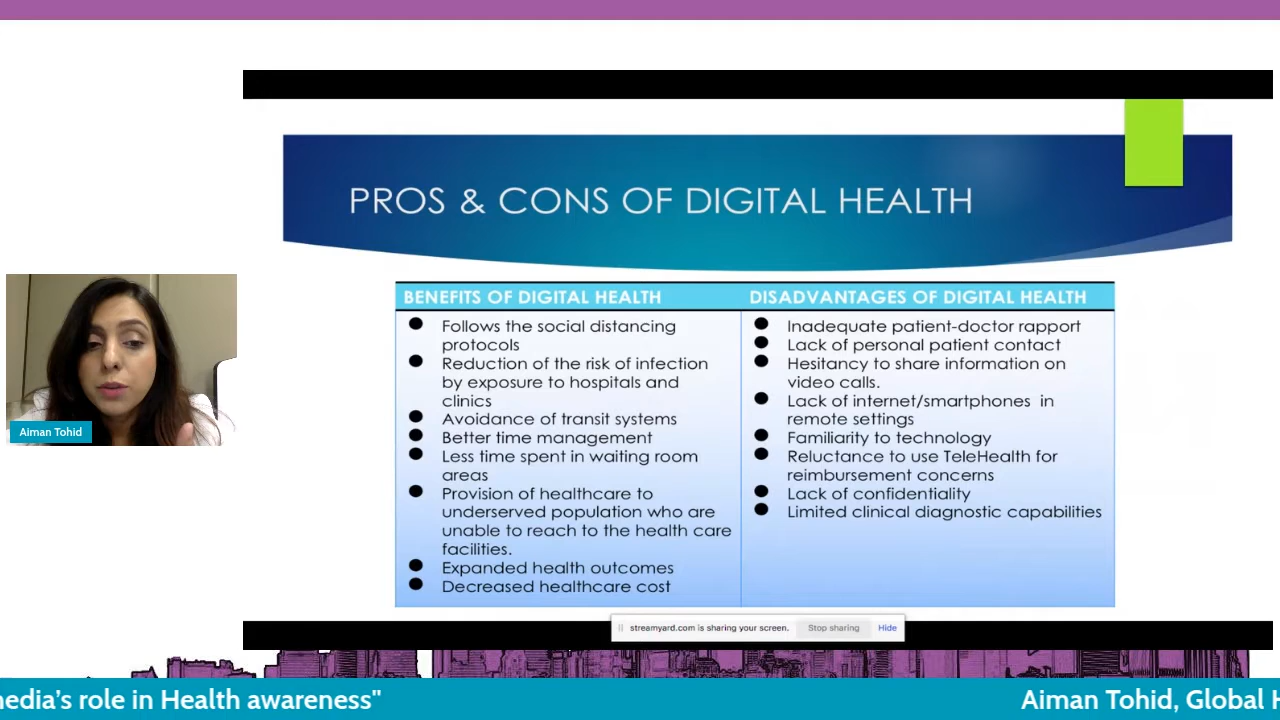 PROS & CONS OF DIGITAL HEALTH
BENEFITS OF DIGITAL HEALTH
Follows the social distancing
protocols
Reduction of the risk of infection
by exposure to hospitals and
clinics
Avoidance of transit systems
Better time management
Less time spent in waiting room
areas
Provision of healthcare to
underserved population who are
unable to reach to the health care
facilities.
Expanded health outcomes
Decreased healthcare cost
DISADVANTAGES OF DIGITAL HEALTH
Inadequate patient-doctor rapport
Lack of personal patient contact
Hesitancy to share information on
video calls.
Lack of internet/smartphones in
remote settings
Familiarity to technology
Reluctance to use TeleHealth for
reimbursement concerns
Lack of confidentiality
Limited clinical diagnostic capabilities
Aiman Tohid
streamyard.com is sharing your screen. Stop sharing Hide
media's role in Health awareness" Aiman Tohid, Global H